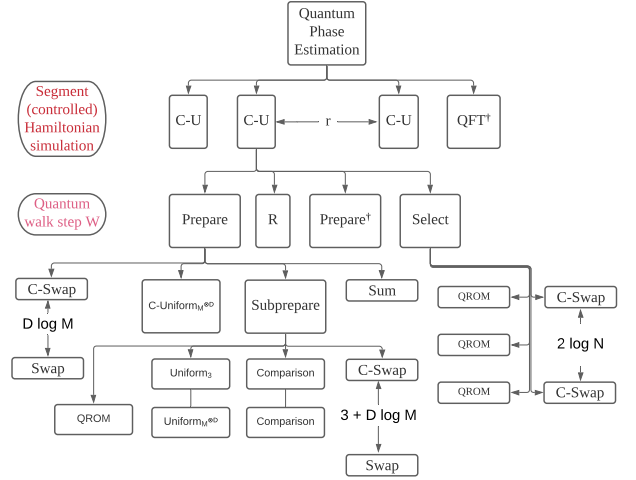 Quantum
Phase
Estimation
Segment
(controlled)
Hamiltonian
simulation
C-U
C-U
r
C-U
QFT†
Quantum
walk step W
Prepare
R
Prepare†
Select
C-Swap
D log M
Swap
C-Uniform_M⊗D
Subprepare
Sum
QROM
C-Swap
QROM
2 log N
QROM
C-Swap
QROM
Uniform₃
Uniform_M⊗D
Comparison
Comparison
C-Swap
3 + D log M
Swap